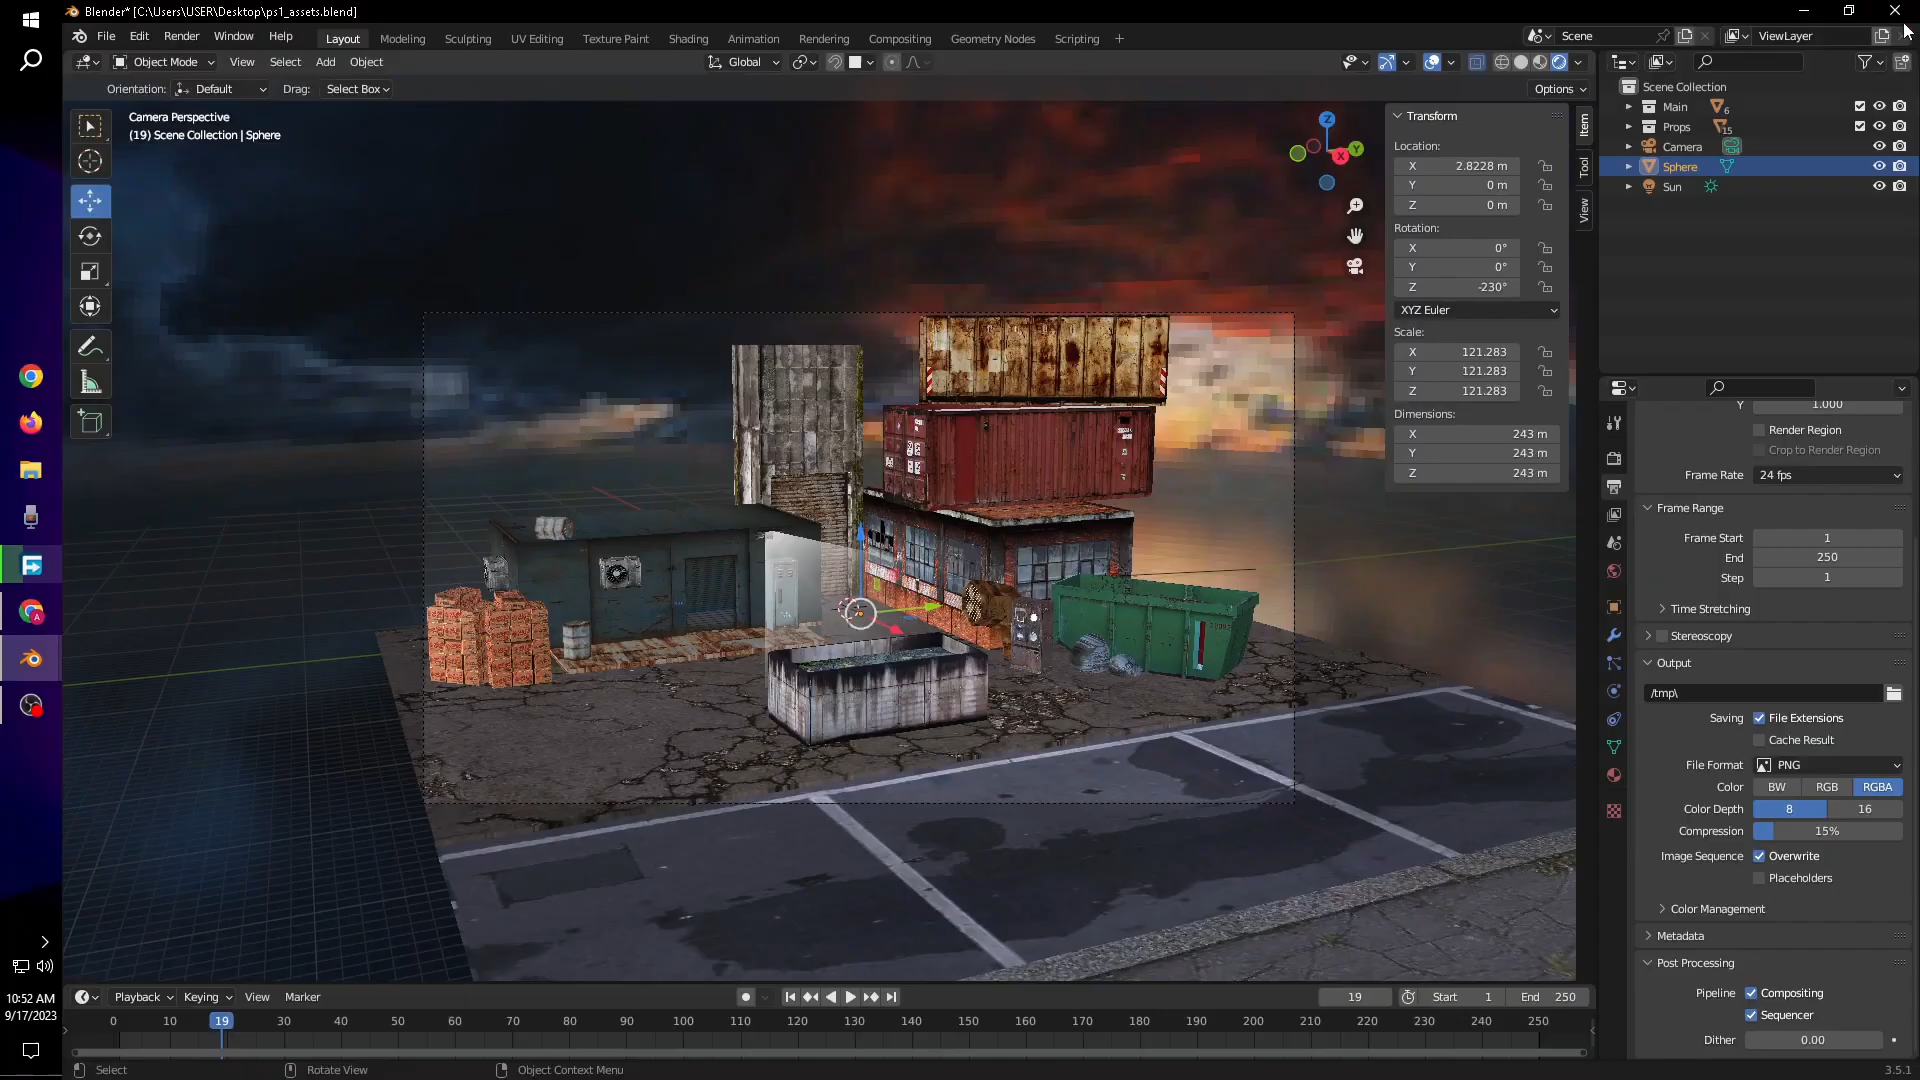 Blender* [C:\Users\USER\Desktop\ps1_assets.blend]
File Edit Render Window Help Layout Modeling Sculpting UV Editing Texture Paint Shading Animation Rendering Compositing Geometry Nodes Scripting + Scene ViewLayer
Object Mode View Select Add Object Global
Orientation: Default Drag: Select Box Options
Camera Perspective
(19) Scene Collection | Sphere
Z
Y
X
Item
Tool
View
Transform
Location:
X 2.8228 m
Y 0 m
Z 0 m
Rotation:
X 0°
Y 0°
Z -230°
XYZ Euler
Scale:
X 121.283
Y 121.283
Z 121.283
Dimensions:
X 243 m
Y 243 m
Z 243 m
Scene Collection
Main 6
Props 15
Camera
Sphere
Sun
Y 1.000
Render Region
Crop to Render Region
Frame Rate 24 fps
Frame Range
Frame Start 1
End 250
Step 1
Time Stretching
Stereoscopy
Output
/tmp\
Saving File Extensions
Cache Result
File Format PNG
Color BW RGB RGBA
Color Depth 8 16
Compression 15%
Image Sequence Overwrite
Placeholders
Color Management
Metadata
Post Processing
Pipeline Compositing
Sequencer
Dither 0.00
Playback Keying View Marker 19 Start 1 End 250
0 10 19 30 40 50 60 70 80 90 100 110 120 130 140 150 160 170 180 190 200 210 220 230 240 250
Select Rotate View Object Context Menu 3.5.1
A
10:52 AM
9/17/2023